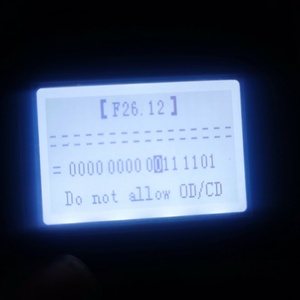 【F26.12】
= 0000 0000 0011 1101
Do not allow OD/CD